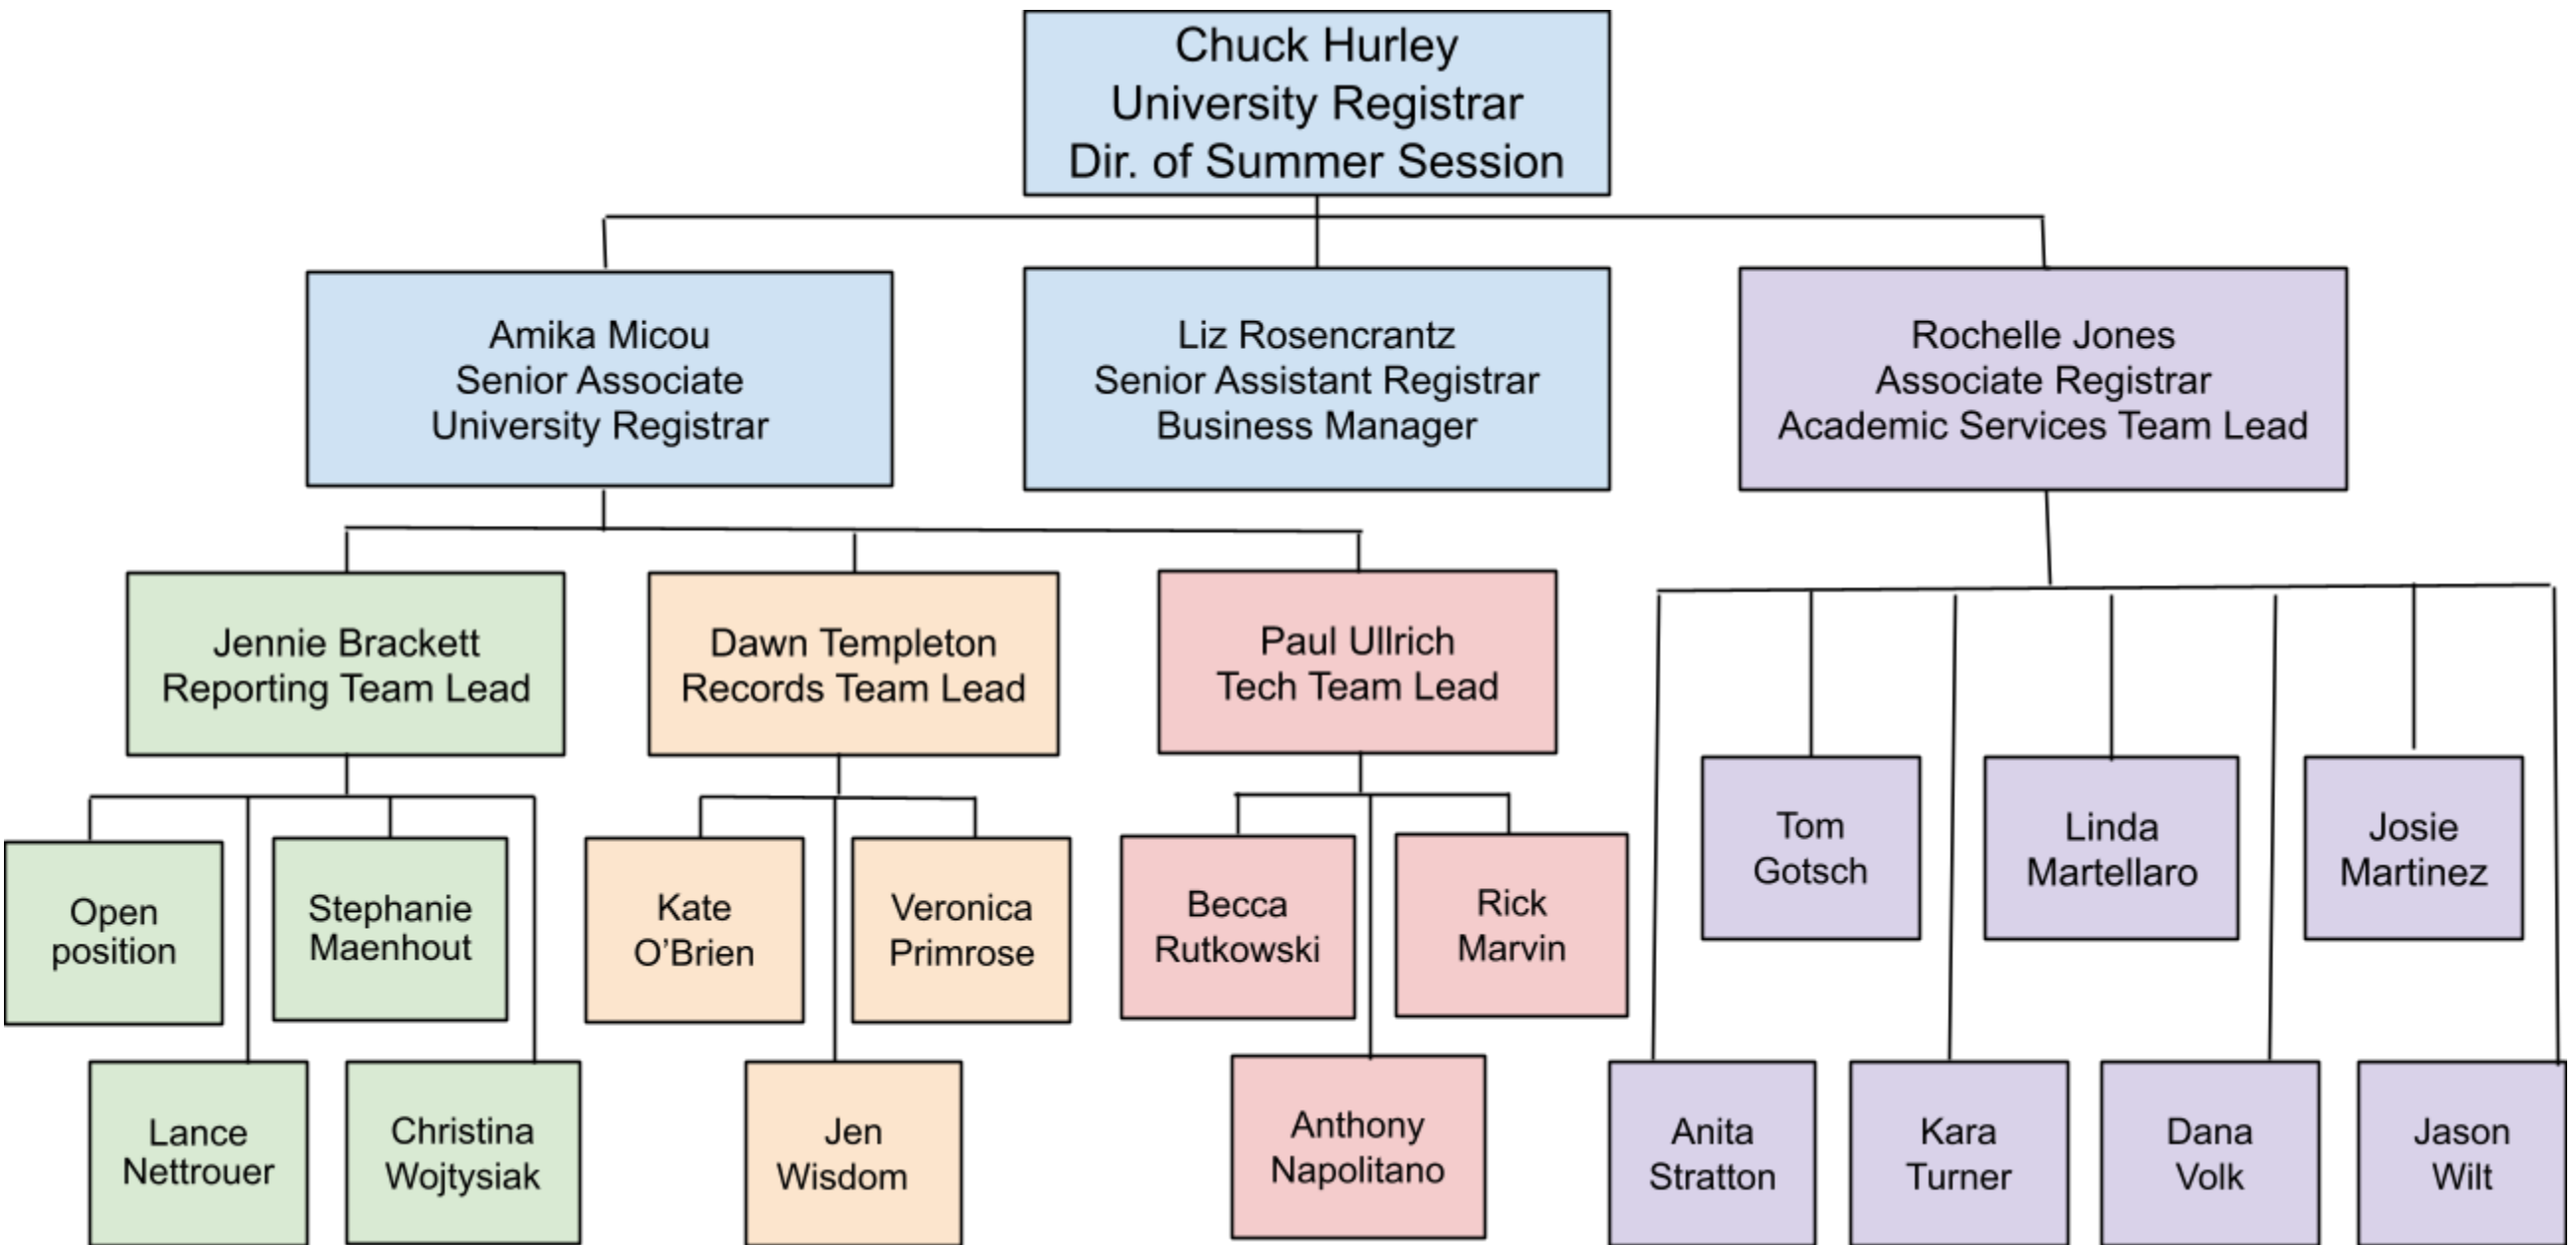 Chuck Hurley
University Registrar
Dir. of Summer Session
Amika Micou
Senior Associate
University Registrar
Liz Rosencrantz
Senior Assistant Registrar
Business Manager
Rochelle Jones
Associate Registrar
Academic Services Team Lead
Jennie Brackett
Reporting Team Lead
Dawn Templeton
Records Team Lead
Paul Ullrich
Tech Team Lead
Open
position
Stephanie
Maenhout
Kate
O’Brien
Veronica
Primrose
Becca
Rutkowski
Rick
Marvin
Tom
Gotsch
Linda
Martellaro
Josie
Martinez
Lance
Nettrouer
Christina
Wojtysiak
Jen
Wisdom
Anthony
Napolitano
Anita
Stratton
Kara
Turner
Dana
Volk
Jason
Wilt